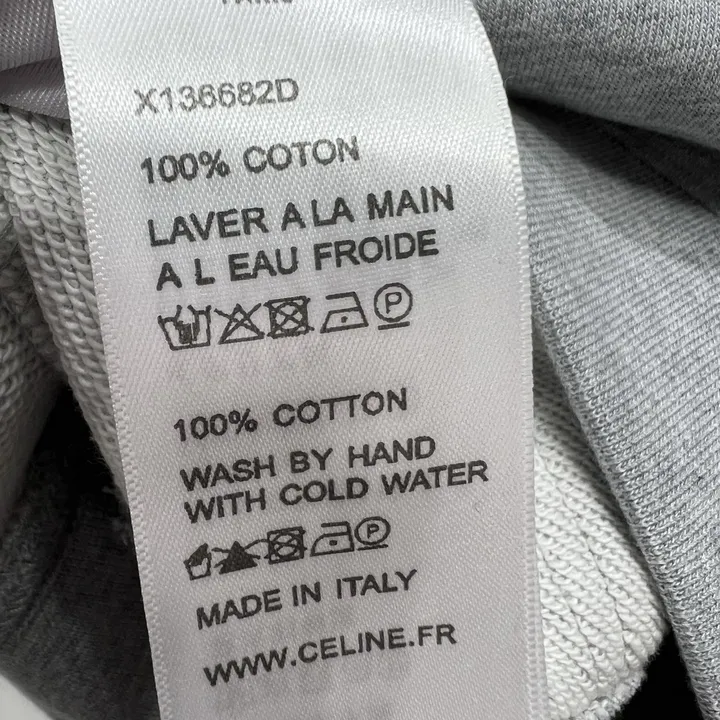 PARIS
X136682D
100% COTON
LAVER A LA MAIN
A L EAU FROIDE
P
100% COTTON
WASH BY HAND
WITH COLD WATER
P
MADE IN ITALY
WWW.CELINE.FR